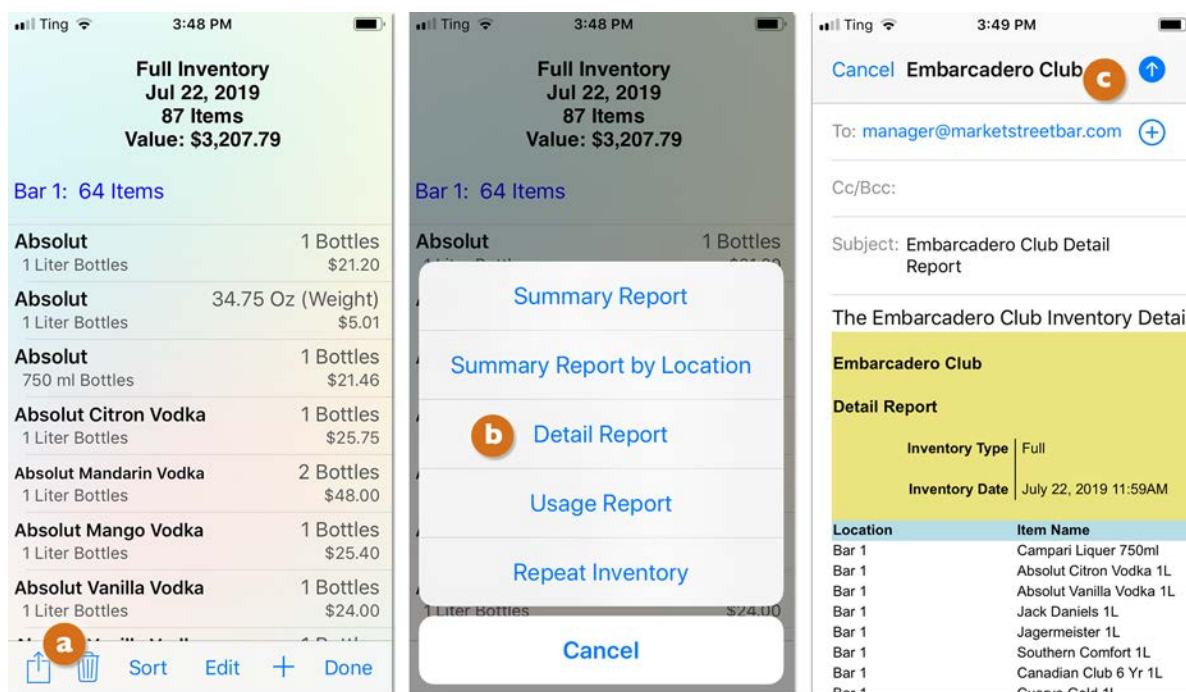 Ting 3:48 PM
Full Inventory
Jul 22, 2019
87 Items
Value: $3,207.79
Bar 1: 64 Items
Absolut 1 Bottles
1 Liter Bottles $21.20
Absolut 34.75 Oz (Weight)
1 Liter Bottles $5.01
Absolut 1 Bottles
750 ml Bottles $21.46
Absolut Citron Vodka 1 Bottles
1 Liter Bottles $25.75
Absolut Mandarin Vodka 2 Bottles
1 Liter Bottles $48.00
Absolut Mango Vodka 1 Bottles
1 Liter Bottles $25.40
Absolut Vanilla Vodka 1 Bottles
1 Liter Bottles $24.00
a
Sort Edit + Done
Ting 3:48 PM
Full Inventory
Jul 22, 2019
87 Items
Value: $3,207.79
Bar 1: 64 Items
Absolut 1 Bottles
Summary Report
Summary Report by Location
b Detail Report
Usage Report
Repeat Inventory
1 Liter Bottles $24.00
Cancel
Ting 3:49 PM
Cancel Embarcadero Club c
To: manager@marketstreetbar.com
Cc/Bcc:
Subject: Embarcadero Club Detail
Report
The Embarcadero Club Inventory Detai
Embarcadero Club
Detail Report
Inventory Type Full
Inventory Date July 22, 2019 11:59AM
Location Item Name
Bar 1 Campari Liquer 750ml
Bar 1 Absolut Citron Vodka 1L
Bar 1 Absolut Vanilla Vodka 1L
Bar 1 Jack Daniels 1L
Bar 1 Jagermeister 1L
Bar 1 Southern Comfort 1L
Bar 1 Canadian Club 6 Yr 1L